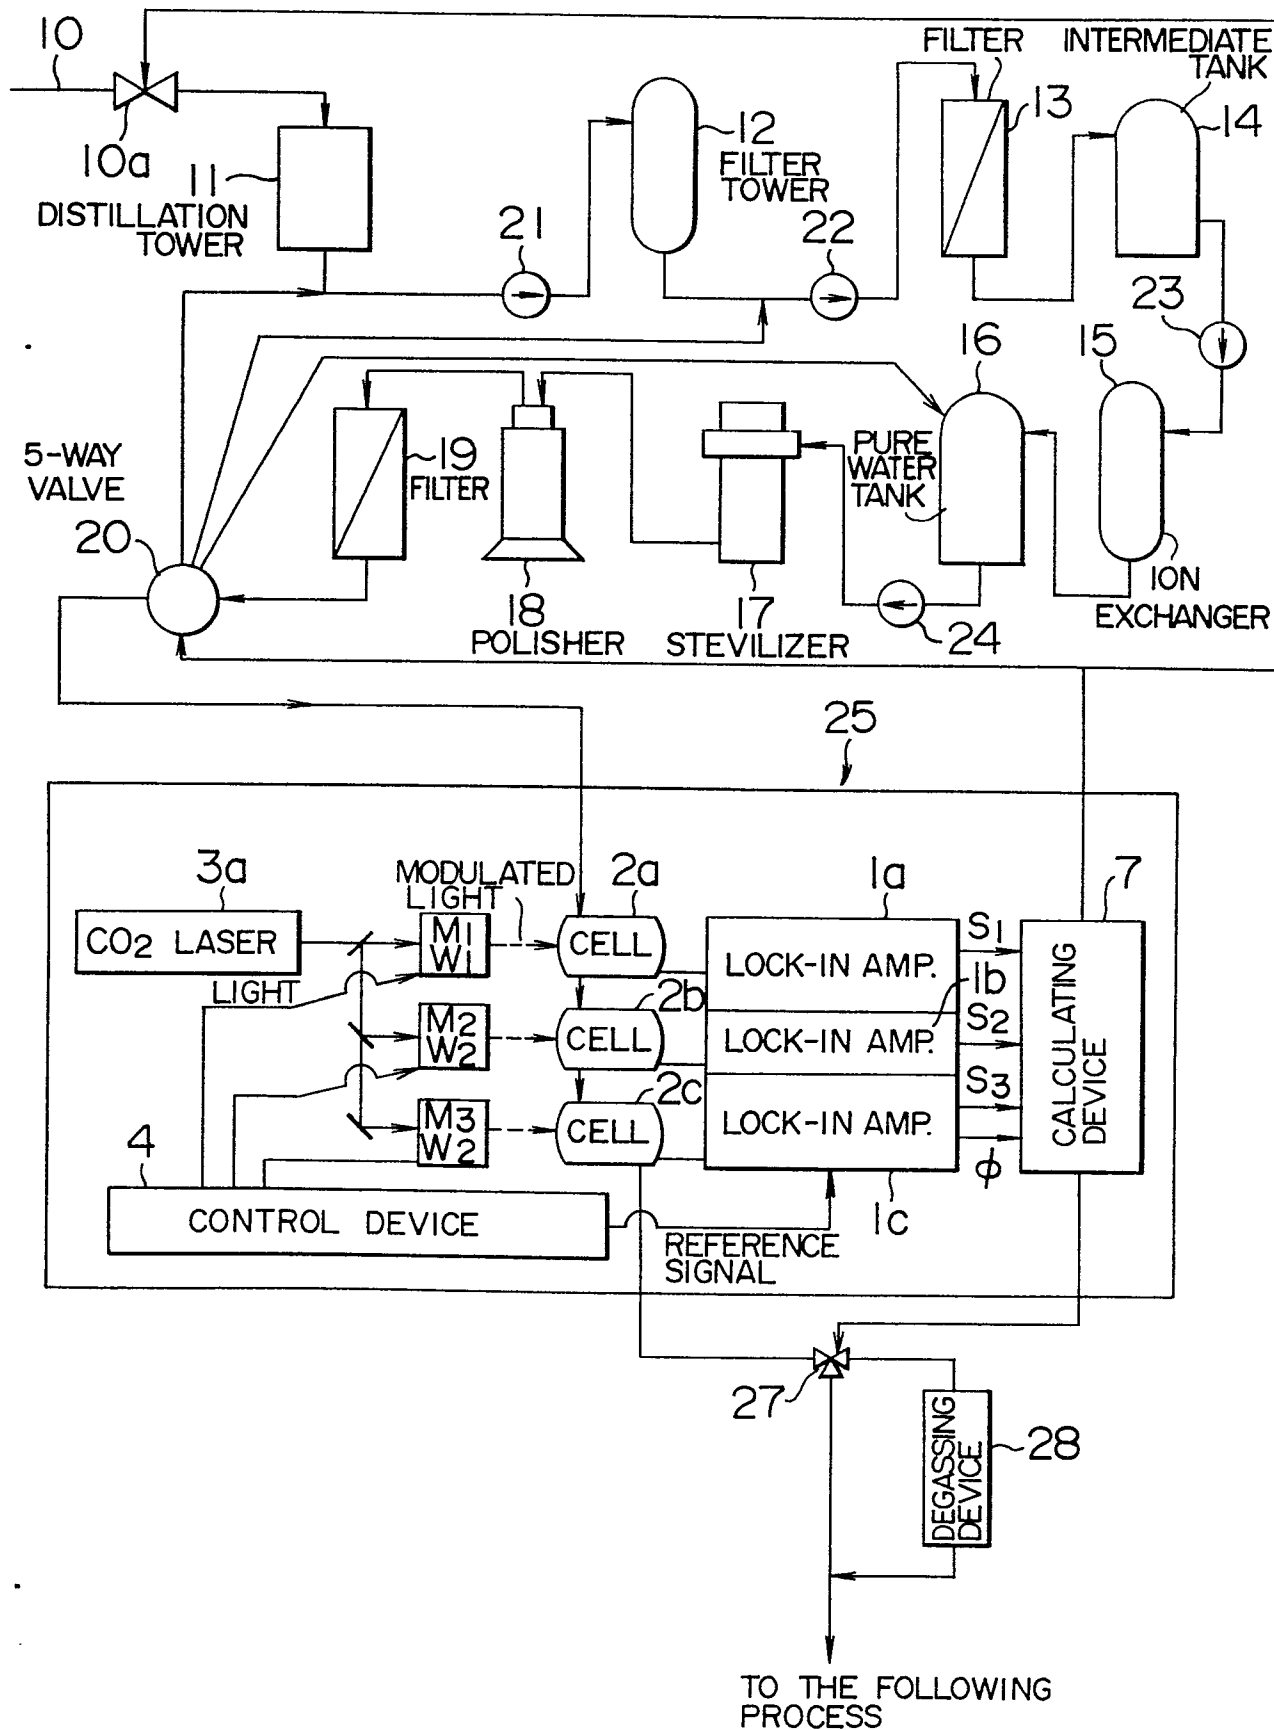 10
10a
11
DISTILLATION
TOWER
21
12
FILTER
TOWER
22
FILTER
13
INTERMEDIATE
TANK
14
23
15
ION
EXCHANGER
16
PURE
WATER
TANK
24
17
STEVILIZER
18
POLISHER
19
FILTER
5-WAY
VALVE
20
25
3a
CO2 LASER
LIGHT
MODULATED
LIGHT
M1
W1
M2
W2
M3
W2
2a
CELL
2b
CELL
2c
CELL
1a
LOCK-IN AMP.
1b
LOCK-IN AMP.
LOCK-IN AMP.
1c
S1
S2
S3
ϕ
7
CALCULATING
DEVICE
4
CONTROL DEVICE
REFERENCE
SIGNAL
27
DEGASSING
DEVICE
28
TO THE FOLLOWING
PROCESS